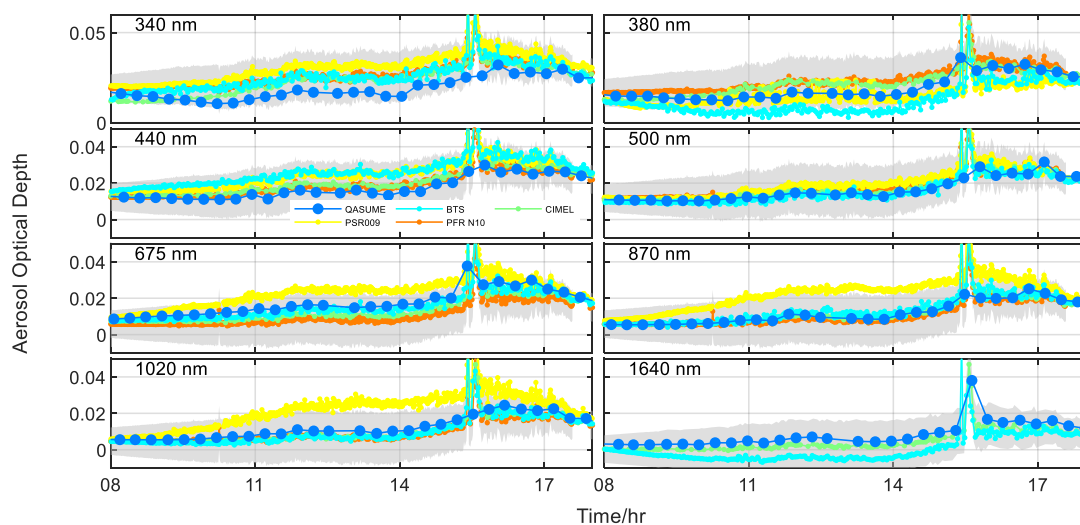 340 nm 380 nm
0.05
0
440 nm 500 nm
0.04
0.02
0
QASUME BTS CIMEL
PSR009 PFR N10
675 nm 870 nm
0.04
0.02
0
1020 nm 1640 nm
0.04
0.02
0
08 11 14 17 08 11 14 17
Time/hr
Aerosol Optical Depth